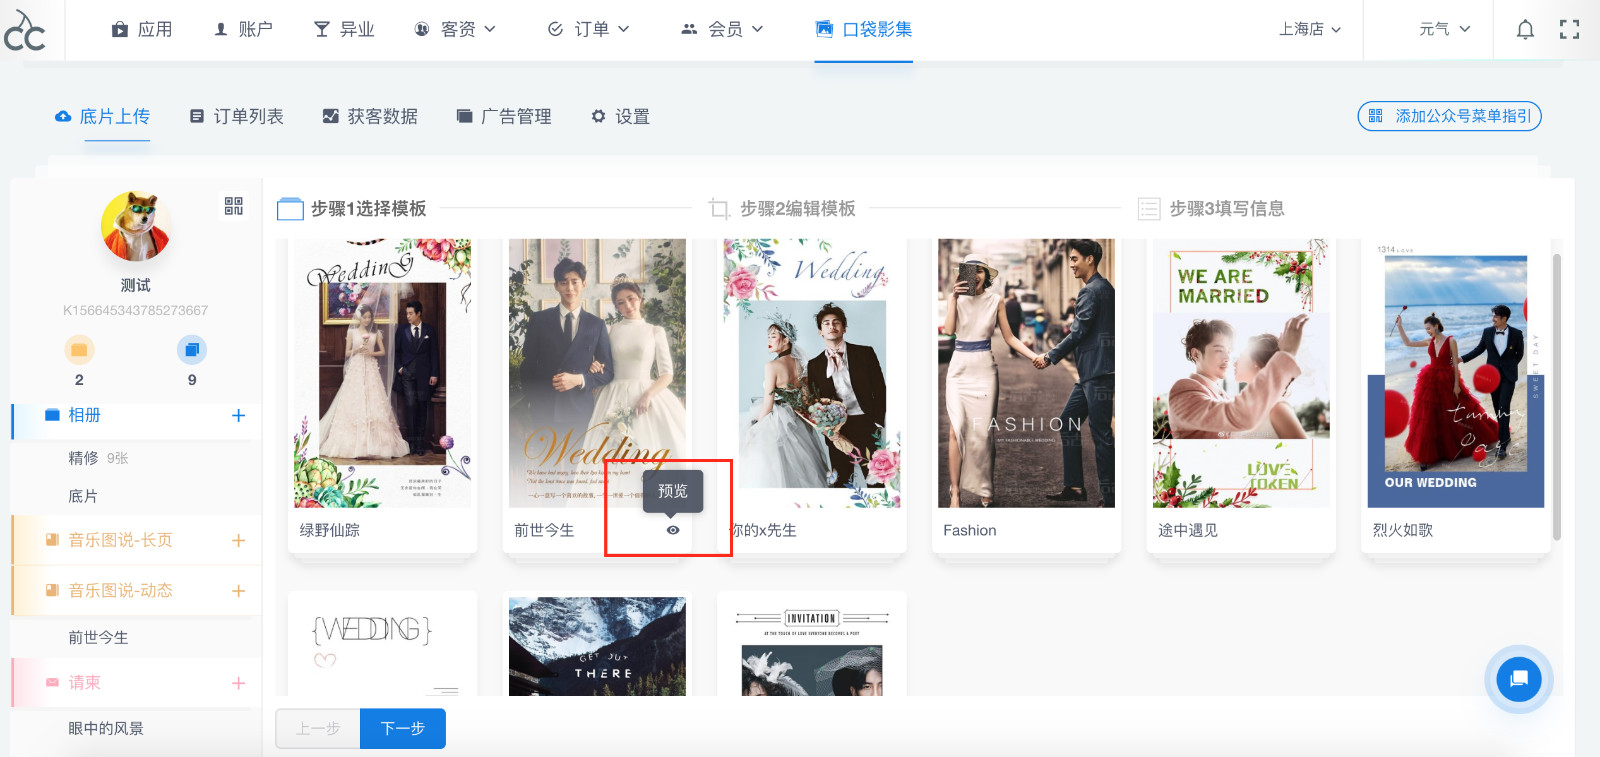 应用
账户
异业
客资
订单
会员
口袋影集
上海店
元气
底片上传
订单列表
获客数据
广告管理
设置
添加公众号菜单指引
测试
K156645343785273667
2
9
相册
精修 9张
底片
音乐图说-长页
音乐图说-动态
前世今生
请柬
眼中的风景
步骤1选择模板
步骤2编辑模板
步骤3填写信息
Wedding
绿野仙踪
Wedding
预览
前世今生
Wedding
你的x先生
FASHION
Fashion
WE ARE
MARRIED
LOVE
TOKEN
途中遇见
1314 LOVE
SWEET DAY
OUR WEDDING
烈火如歌
{WEDDING}
GET OUT
THERE
INVITATION
上一步
下一步